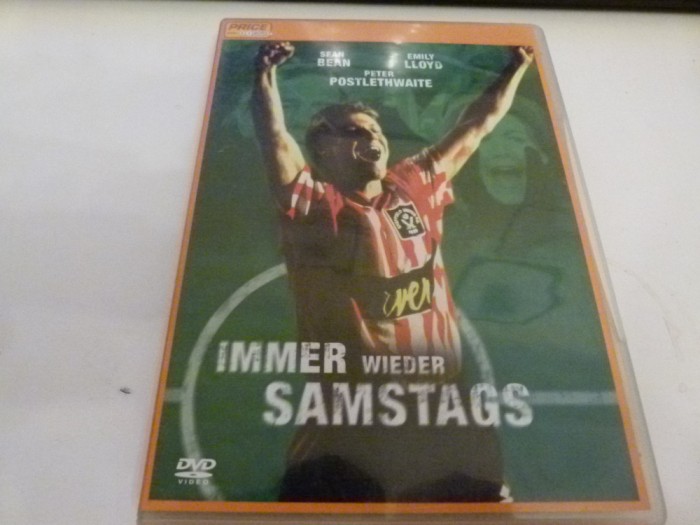 PRICE
SEAN
BEAN
EMILY
LLOYD
PETER
POSTLETHWAITE
IMMER WIEDER
SAMSTAGS
DVD
VIDEO